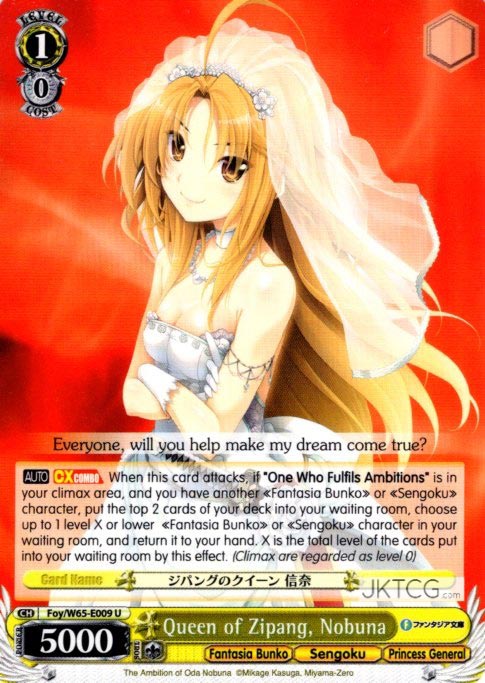 LEVEL
1
0
COST
Everyone, will you help make my dream come true?
AUTO CX COMBO When this card attacks, if "One Who Fulfils Ambitions" is in
your climax area, and you have another «Fantasia Bunko» or «Sengoku»
character, put the top 2 cards of your deck into your waiting room, choose
up to 1 level X or lower «Fantasia Bunko» or «Sengoku» character in your
waiting room, and return it to your hand. X is the total level of the cards put
into your waiting room by this effect. (Climax are regarded as level 0)
Card Name ジパングのクイーン 信奈
JKTCG.com
CH Foy/W65-E009 U
POWER 5000 SOUL Queen of Zipang, Nobuna ファンタジア文庫
Fantasia Bunko Sengoku Princess General
The Ambition of Oda Nobuna ©Mikage Kasuga, Miyama-Zero